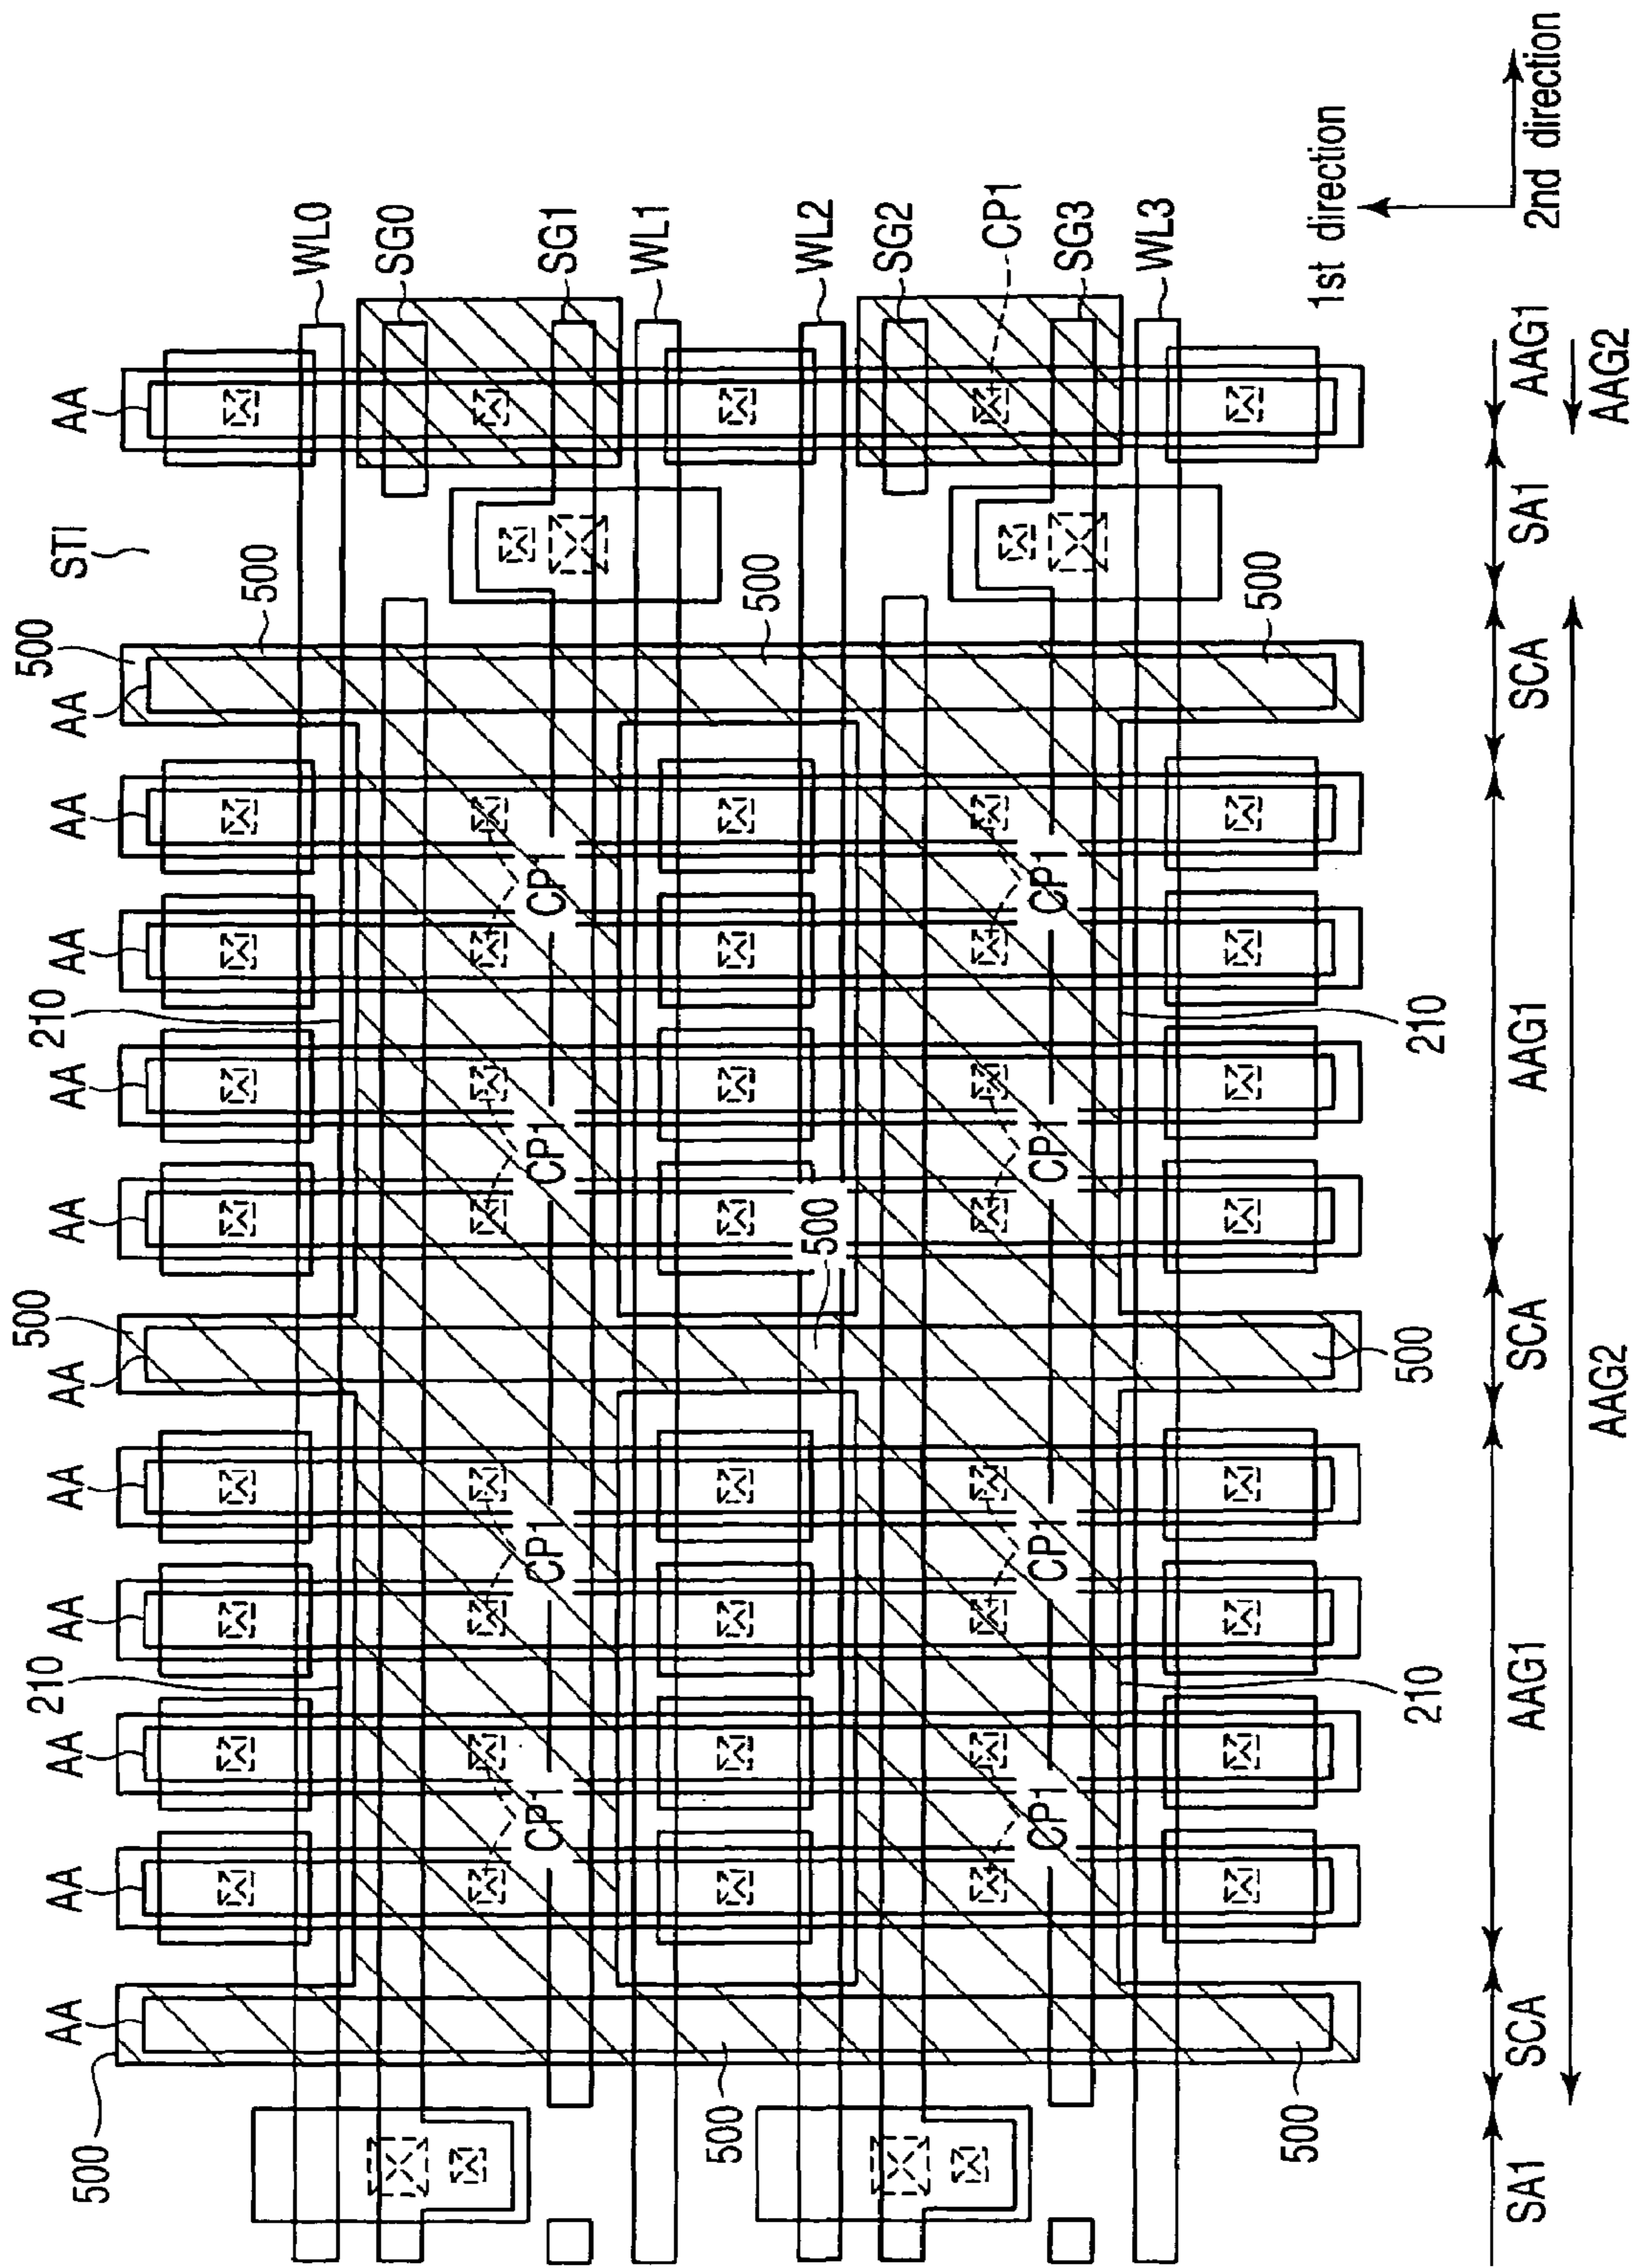 500
AA
AA
AA
210
AA
AA
AA
500
AA
AA
210
AA
AA
AA
500
500
STI
AA
WL0
SG0
CP1
CP1
CP1
CP1
SG1
WL1
500
500
500
WL2
SG2
CP1
CP1
CP1
CP1
CP1
SG3
WL3
500
500
500
210
210
1st direction
2nd direction
SA1
SCA
AAG1
SCA
AAG1
SCA
SA1
AAG1
AAG2
AAG2